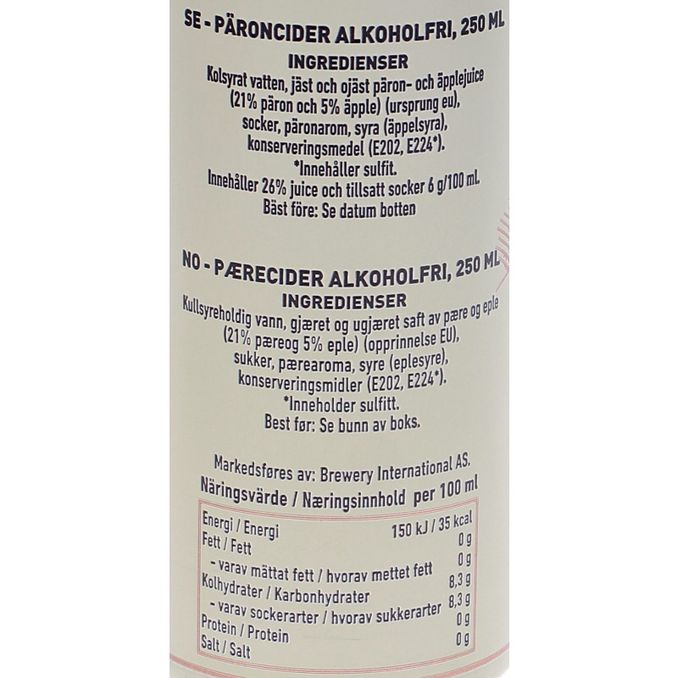 SE - PÄRONCIDER ALKOHOLFRI, 250 ML
INGREDIENSER
Kolsyrat vatten, jäst och ojäst päron- och äpplejuice
(21% päron och 5% äpple) (ursprung eu),
socker, päronarom, syra (äppelsyra),
konserveringsmedel (E202, E224*).
*Innehåller sulfit.
Innehåller 26% juice och tillsatt socker 6 g/100 ml.
Bäst före: Se datum botten
NO - PÆRECIDER ALKOHOLFRI, 250 ML
INGREDIENSER
Kullsyreholdig vann, gjæret og ugjæret saft av pære og eple
(21% pæreog 5% eple) (opprinnelse EU),
sukker, pærearoma, syre (eplesyre),
konserveringsmidler (E202, E224*).
*Inneholder sulfitt.
Best før: Se bunn av boks.
Markedsføres av: Brewery International AS.
Näringsvärde / Næringsinnhold per 100 ml
Energi / Energi 150 kJ / 35 kcal
Fett / Fett 0 g
- varav mättat fett / hvorav mettet fett 0 g
Kolhydrater / Karbonhydrater 8,3 g
- varav sockerarter / hvorav sukkerarter 8,3 g
Protein / Protein 0 g
Salt / Salt 0 g